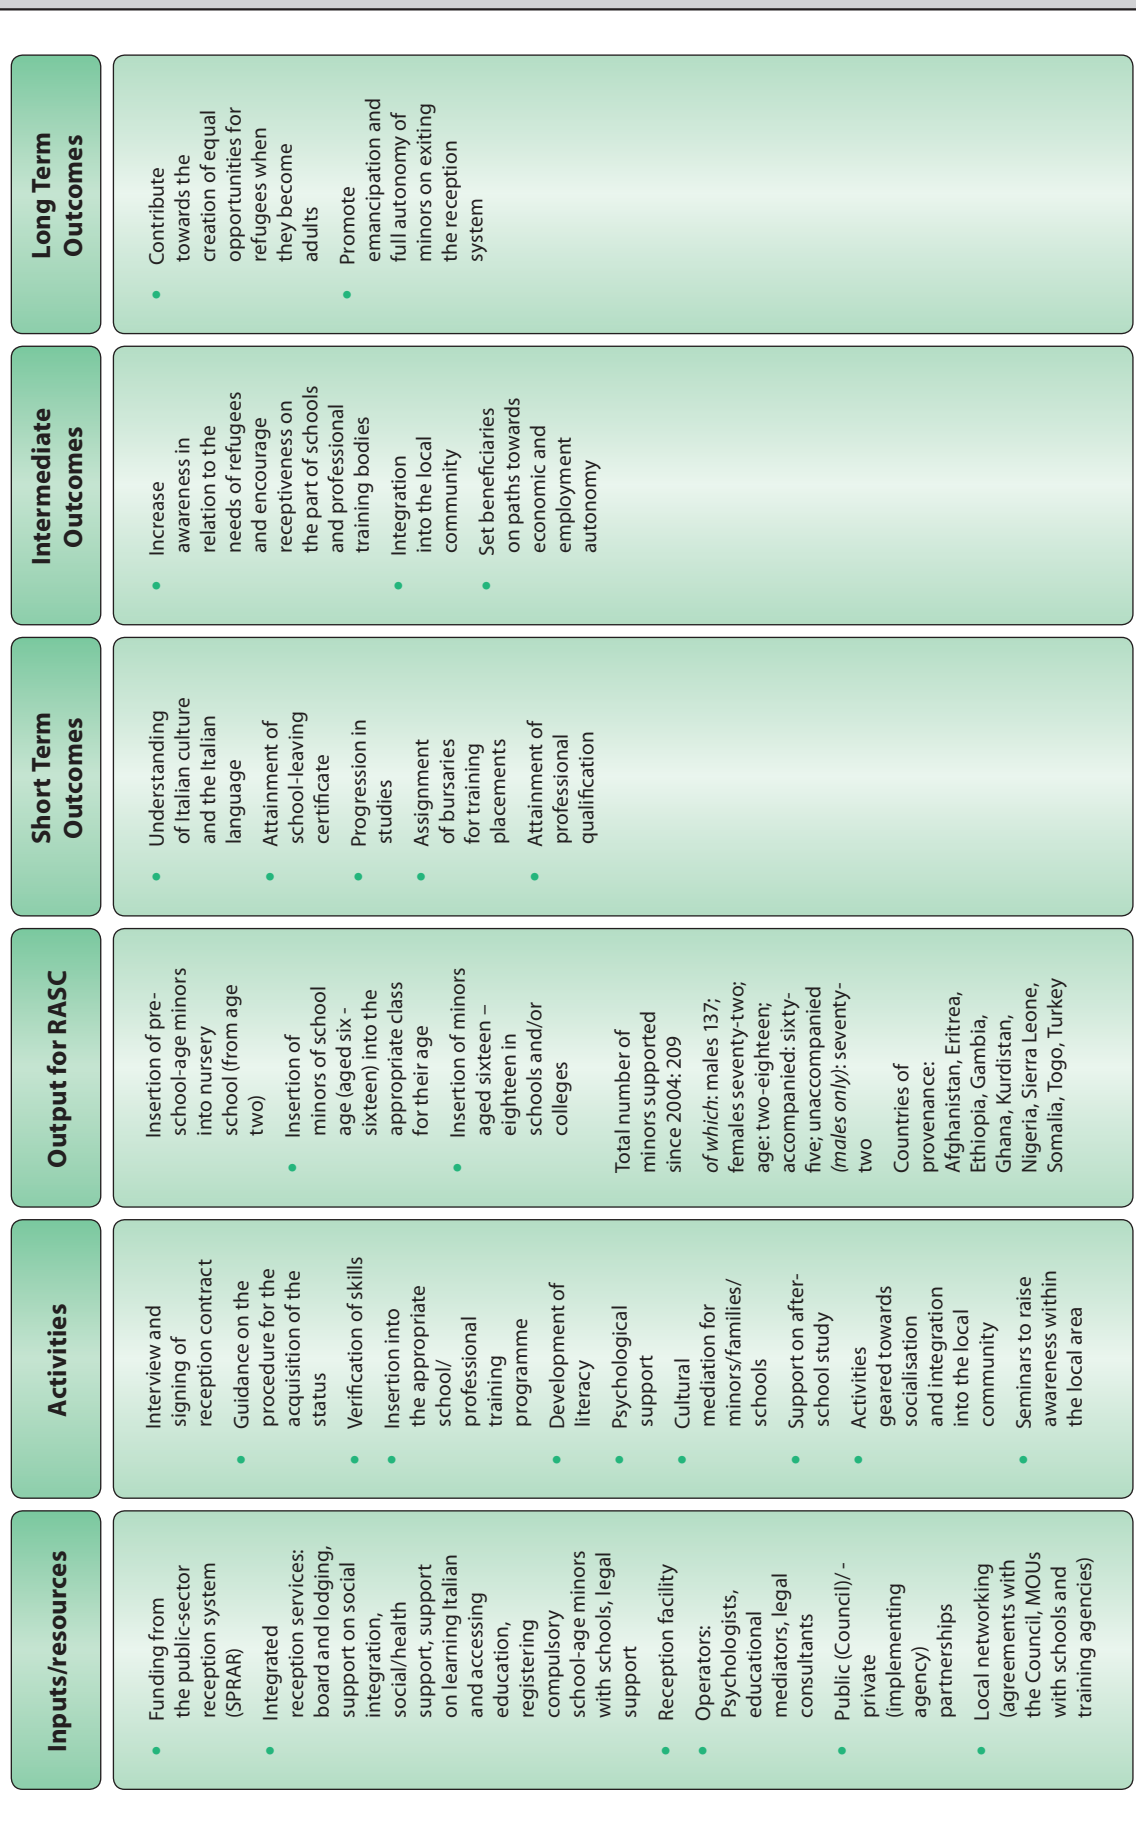 Inputs/resources
Funding from
the public-sector
reception system
(SPRAR)
Integrated
reception services:
board and lodging,
support on social
integration,
social/health
support, support
on learning Italian
and accessing
education,
registering
compulsory
school-age minors
with schools, legal
support
Reception facility
Operators:
Psychologists,
educational
mediators, legal
consultants
Public (Council)/ -
private
(implementing
agency)
partnerships
Local networking
(agreements with
the Council, MOUs
with schools and
training agencies)
Activities
Interview and
signing of
reception contract
Guidance on the
procedure for the
acquisition of the
status
Verification of skills
Insertion into
the appropriate
school/
professional
training
programme
Development of
literacy
Psychological
support
Cultural
mediation for
minors/families/
schools
Support on after-
school study
Activities
geared towards
socialisation
and integration
into the local
community
Seminars to raise
awareness within
the local area
Output for RASC
Insertion of pre-
school-age minors
into nursery
school (from age
two)
Insertion of
minors of school
age (aged six -
sixteen) into the
appropriate class
for their age
Insertion of minors
aged sixteen –
eighteen in
schools and/or
colleges
Total number of
minors supported
since 2004: 209
of which: males 137;
females seventy-two;
age: two-eighteen;
accompanied: sixty-
five; unaccompanied
(males only): seventy-
two
Countries of
provenance:
Afghanistan, Eritrea,
Ethiopia, Gambia,
Ghana, Kurdistan,
Nigeria, Sierra Leone,
Somalia, Togo, Turkey
Short Term
Outcomes
Understanding
of Italian culture
and the Italian
language
Attainment of
school-leaving
certificate
Progression in
studies
Assignment
of bursaries
for training
placements
Attainment of
professional
qualification
Intermediate
Outcomes
Increase
awareness in
relation to the
needs of refugees
and encourage
receptiveness on
the part of schools
and professional
training bodies
Integration
into the local
community
Set beneficiaries
on paths towards
economic and
employment
autonomy
Long Term
Outcomes
Contribute
towards the
creation of equal
opportunities for
refugees when
they become
adults
Promote
emancipation and
full autonomy of
minors on exiting
the reception
system